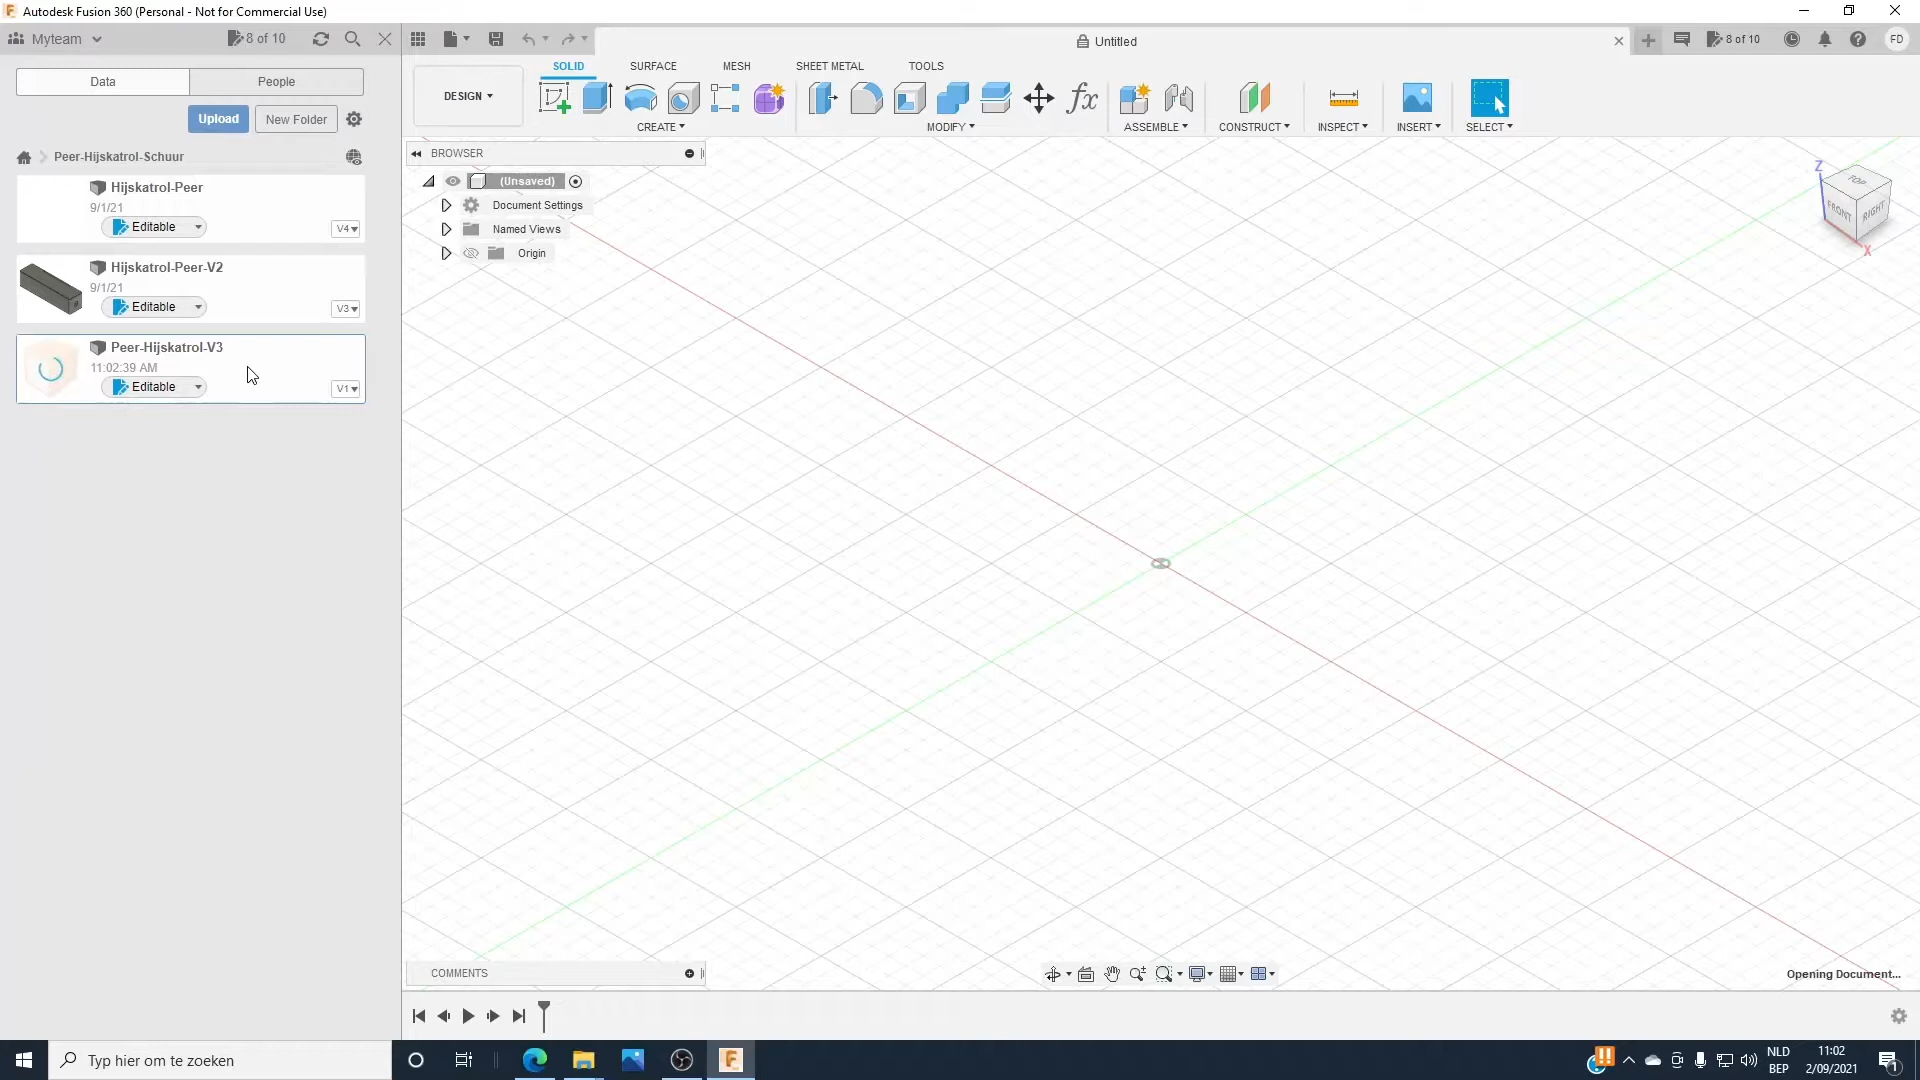 Autodesk Fusion 360 (Personal - Not for Commercial Use)
Myteam
8 of 10
Untitled
8 of 10
FD
Data
People
Upload
New Folder
Peer-Hijskatrol-Schuur
Hijskatrol-Peer
9/1/21
Editable
V4
Hijskatrol-Peer-V2
9/1/21
Editable
V3
Peer-Hijskatrol-V3
11:02:39 AM
Editable
V1
DESIGN
SOLID
SURFACE
MESH
SHEET METAL
TOOLS
CREATE
MODIFY
ASSEMBLE
CONSTRUCT
INSPECT
INSERT
SELECT
BROWSER
(Unsaved)
Document Settings
Named Views
Origin
Z
TOP
FRONT
RIGHT
X
COMMENTS
Opening Document...
Typ hier om te zoeken
NLD
BEP
11:02
2/09/2021
1